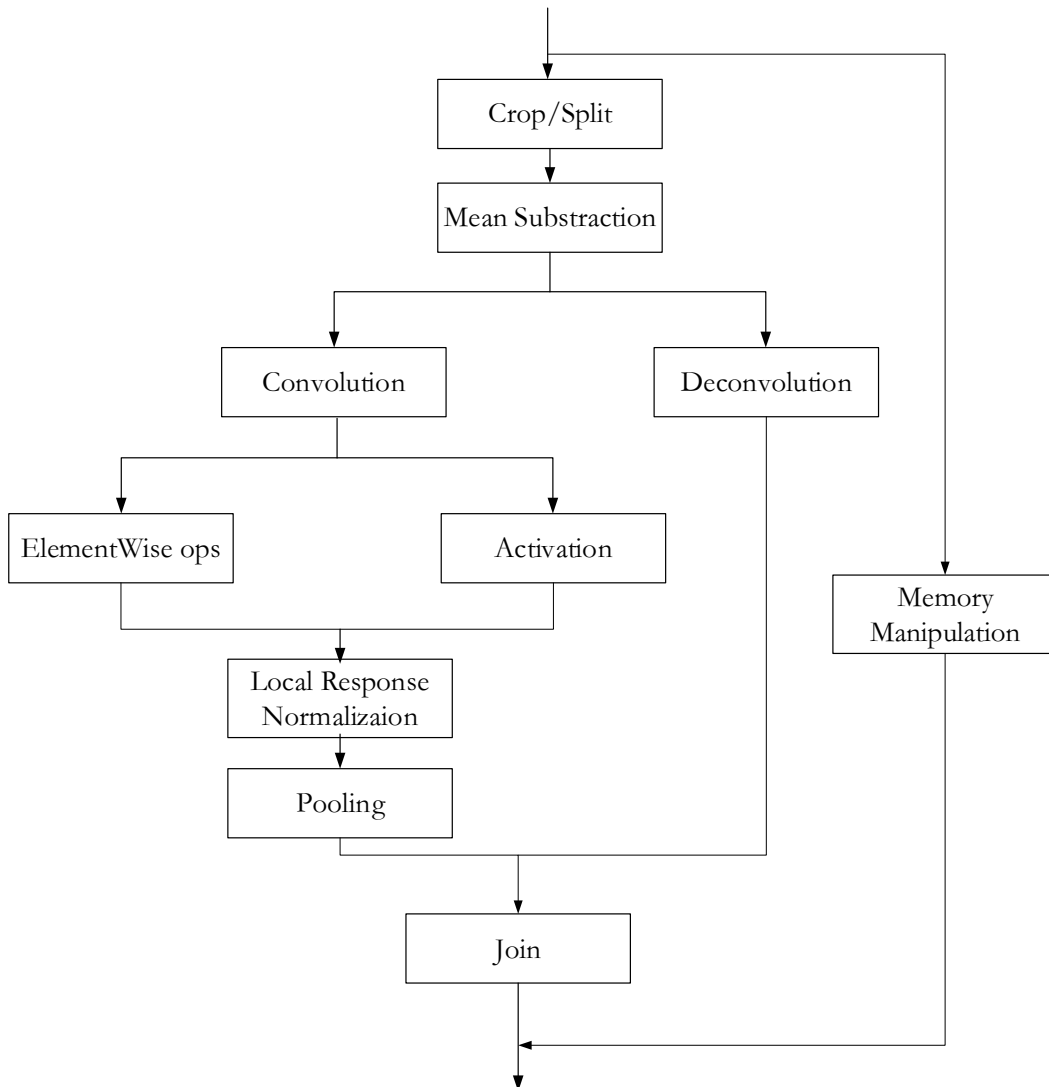 Crop/Split
Mean Substraction
Convolution
Deconvolution
ElementWise ops
Activation
Memory
Manipulation
Local Response
Normalizaion
Pooling
Join